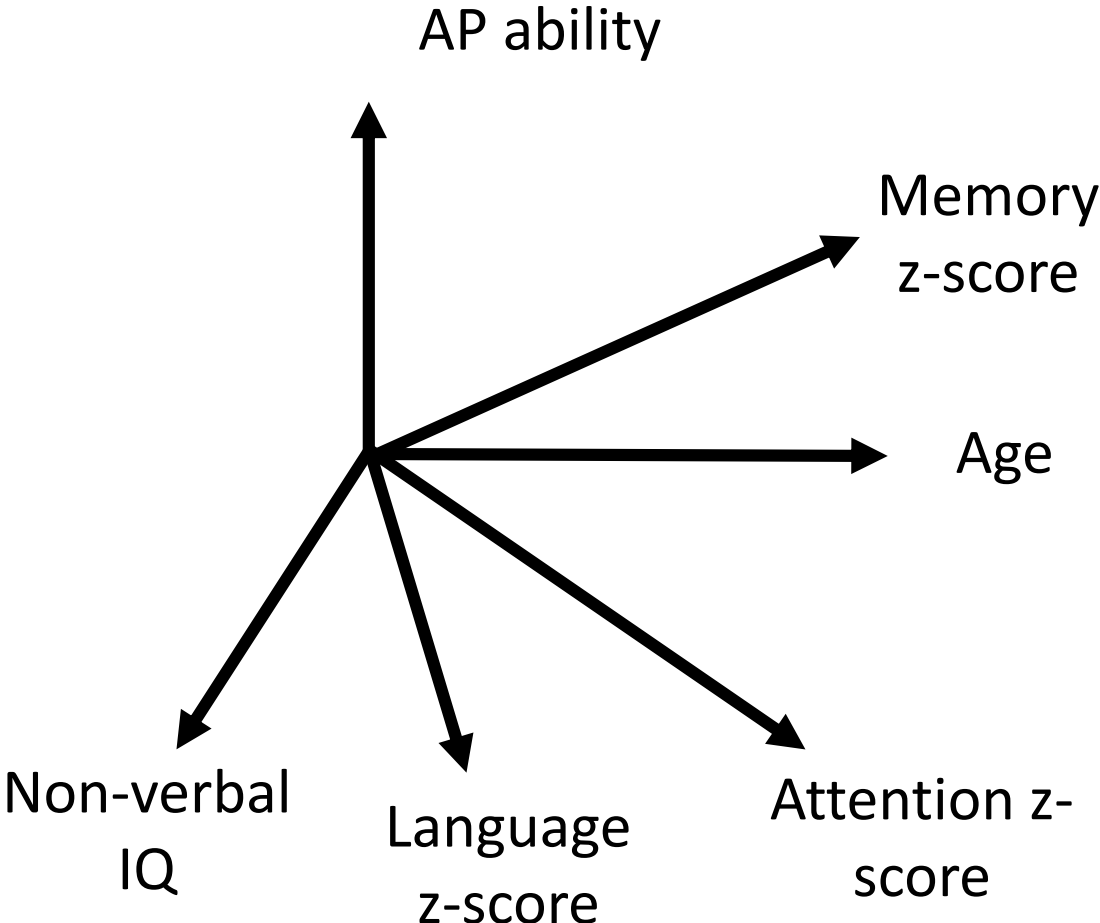 AP ability
Memory
z-score
Age
Non-verbal
IQ
Language
z-score
Attention z-
score